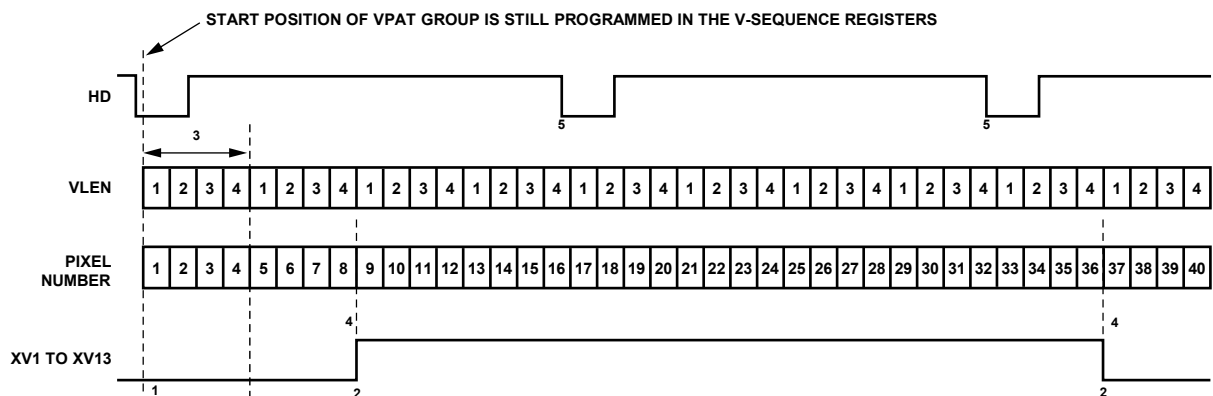 START POSITION OF VPAT GROUP IS STILL PROGRAMMED IN THE V-SEQUENCE REGISTERS
HD
5 5
3
VLEN 1 2 3 4 1 2 3 4 1 2 3 4 1 2 3 4 1 2 3 4 1 2 3 4 1 2 3 4 1 2 3 4 1 2 3 4 1 2 3 4
PIXEL
NUMBER
1 2 3 4 5 6 7 8 9 10 11 12 13 14 15 16 17 18 19 20 21 22 23 24 25 26 27 28 29 30 31 32 33 34 35 36 37 38 39 40
4 4
XV1 TO XV13
1 2 2